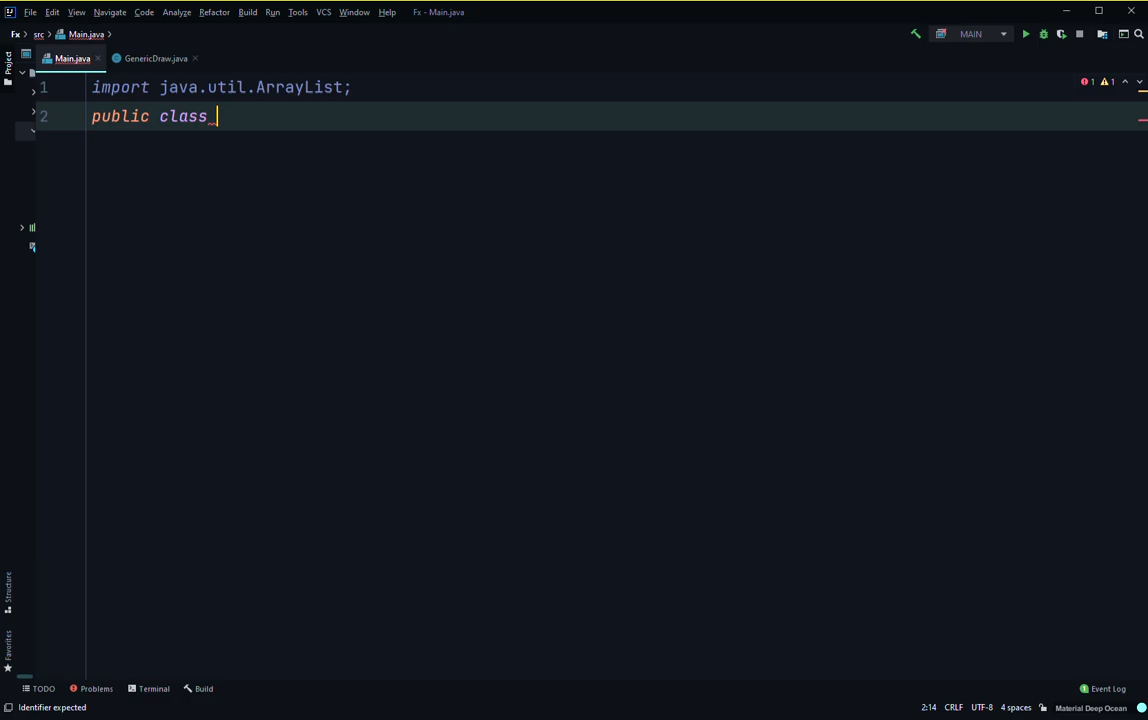 File Edit View Navigate Code Analyze Refactor Build Run Tools VCS Window Help Fx - Main.java
Fx src Main.java MAIN
Project
Main.java GenericDraw.java
1 import java.util.ArrayList; 1 1
2 public class
Structure
Favorites
TODO Problems Terminal Build 1 Event Log
Identifier expected 2:14 CRLF UTF-8 4 spaces Material Deep Ocean